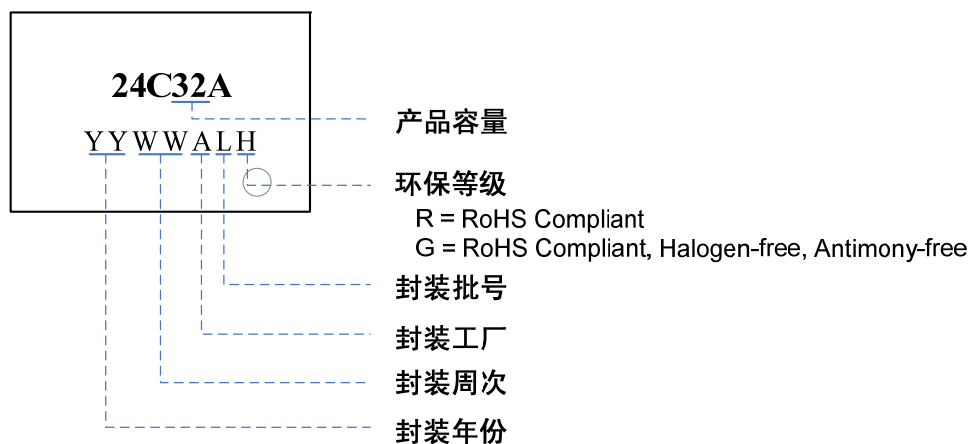 24C32A
YYWWALH
产品容量
环保等级
R = RoHS Compliant
G = RoHS Compliant, Halogen-free, Antimony-free
封装批号
封装工厂
封装周次
封装年份